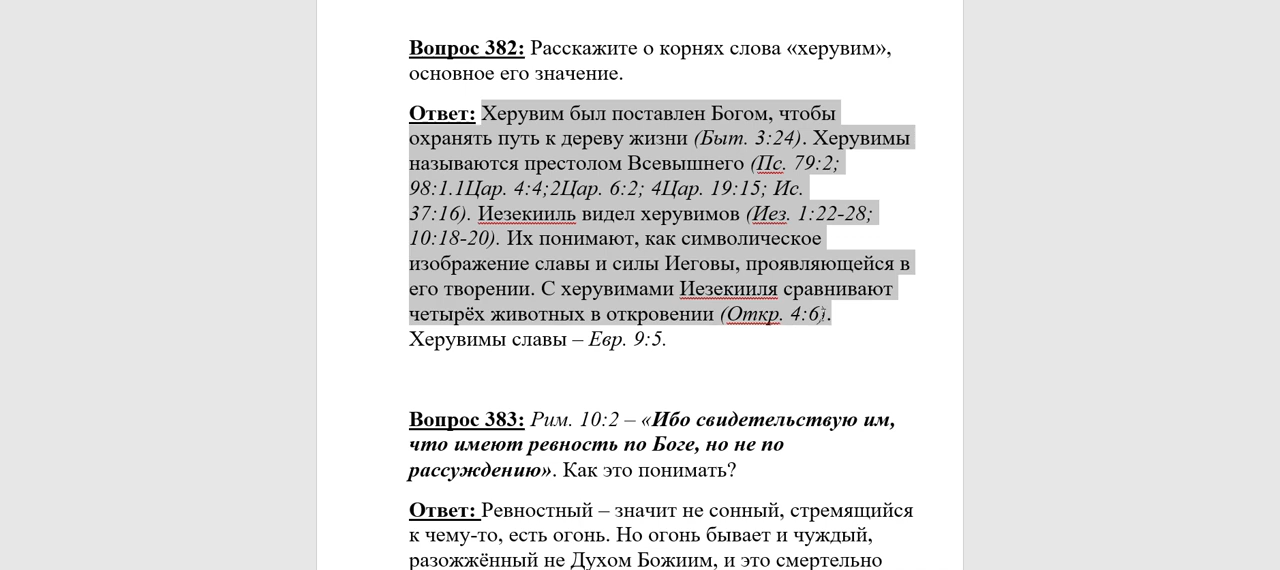 Вопрос 382: Расскажите о корнях слова «херувим»,
основное его значение.
Ответ: Херувим был поставлен Богом, чтобы
охранять путь к дереву жизни (Быт. 3:24). Херувимы
называются престолом Всевышнего (Пс. 79:2;
98:1.1Цар. 4:4;2Цар. 6:2; 4Цар. 19:15; Ис.
37:16). Иезекииль видел херувимов (Иез. 1:22-28;
10:18-20). Их понимают, как символическое
изображение славы и силы Иеговы, проявляющейся в
его творении. С херувимами Иезекииля сравнивают
четырёх животных в откровении (Откр. 4:6).
Херувимы славы – Евр. 9:5.
Вопрос 383: Рим. 10:2 – «Ибо свидетельствую им,
что имеют ревность по Боге, но не по
рассуждению». Как это понимать?
Ответ: Ревностный – значит не сонный, стремящийся
к чему-то, есть огонь. Но огонь бывает и чуждый,
разожжённый не Духом Божиим, и это смертельно